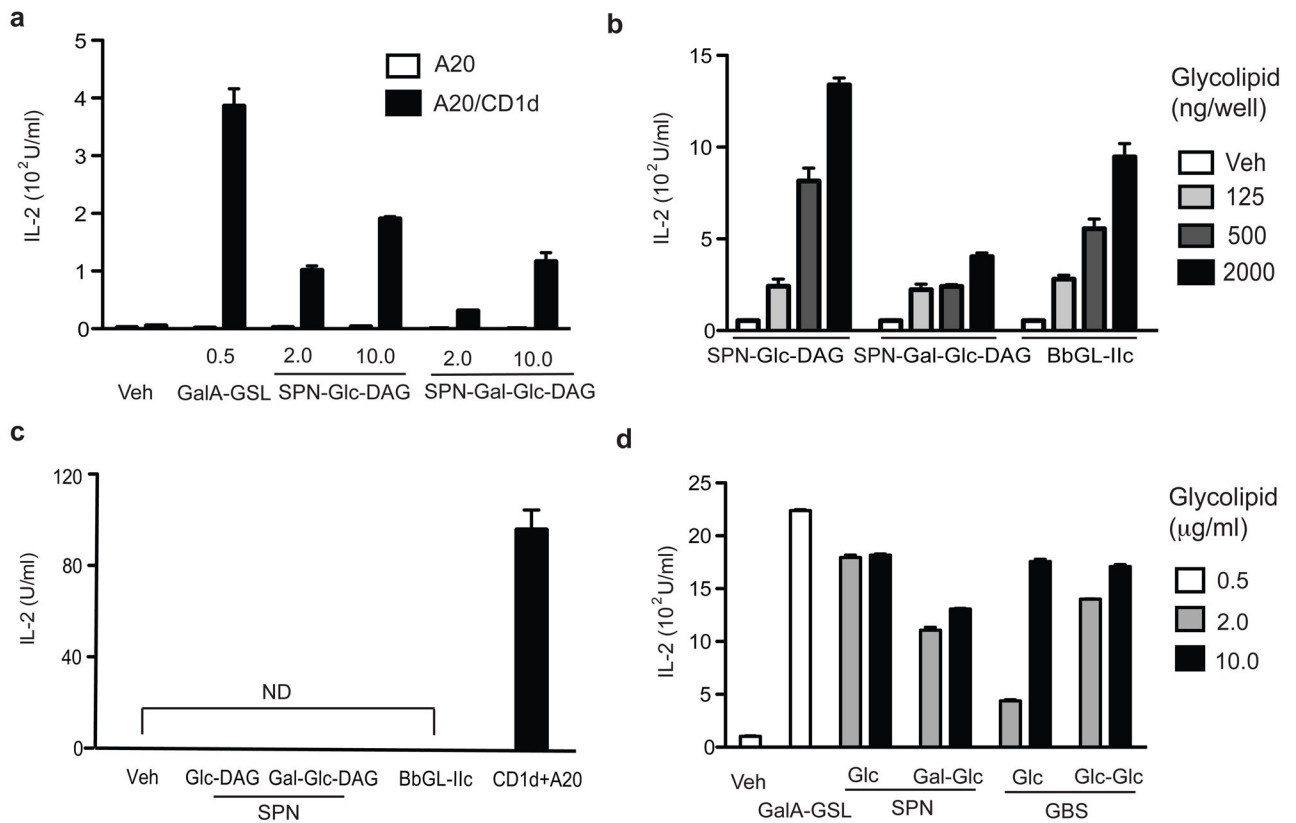 a
5
4
3
2
1
0
IL-2 (10² U/ml)
A20
A20/CD1d
0.5 2.0 10.0 2.0 10.0
Veh GalA-GSL SPN-Glc-DAG SPN-Gal-Glc-DAG
b
15
10
5
0
IL-2 (10² U/ml)
SPN-Glc-DAG SPN-Gal-Glc-DAG BbGL-IIc
Glycolipid
(ng/well)
Veh
125
500
2000
c
120
80
40
0
IL-2 (U/ml)
ND
Veh Glc-DAG Gal-Glc-DAG BbGL-IIc CD1d+A20
SPN
d
25
20
15
10
5
0
IL-2 (10² U/ml)
Glc Gal-Glc Glc Glc-Glc
Veh
GalA-GSL SPN GBS
Glycolipid
(μg/ml)
0.5
2.0
10.0